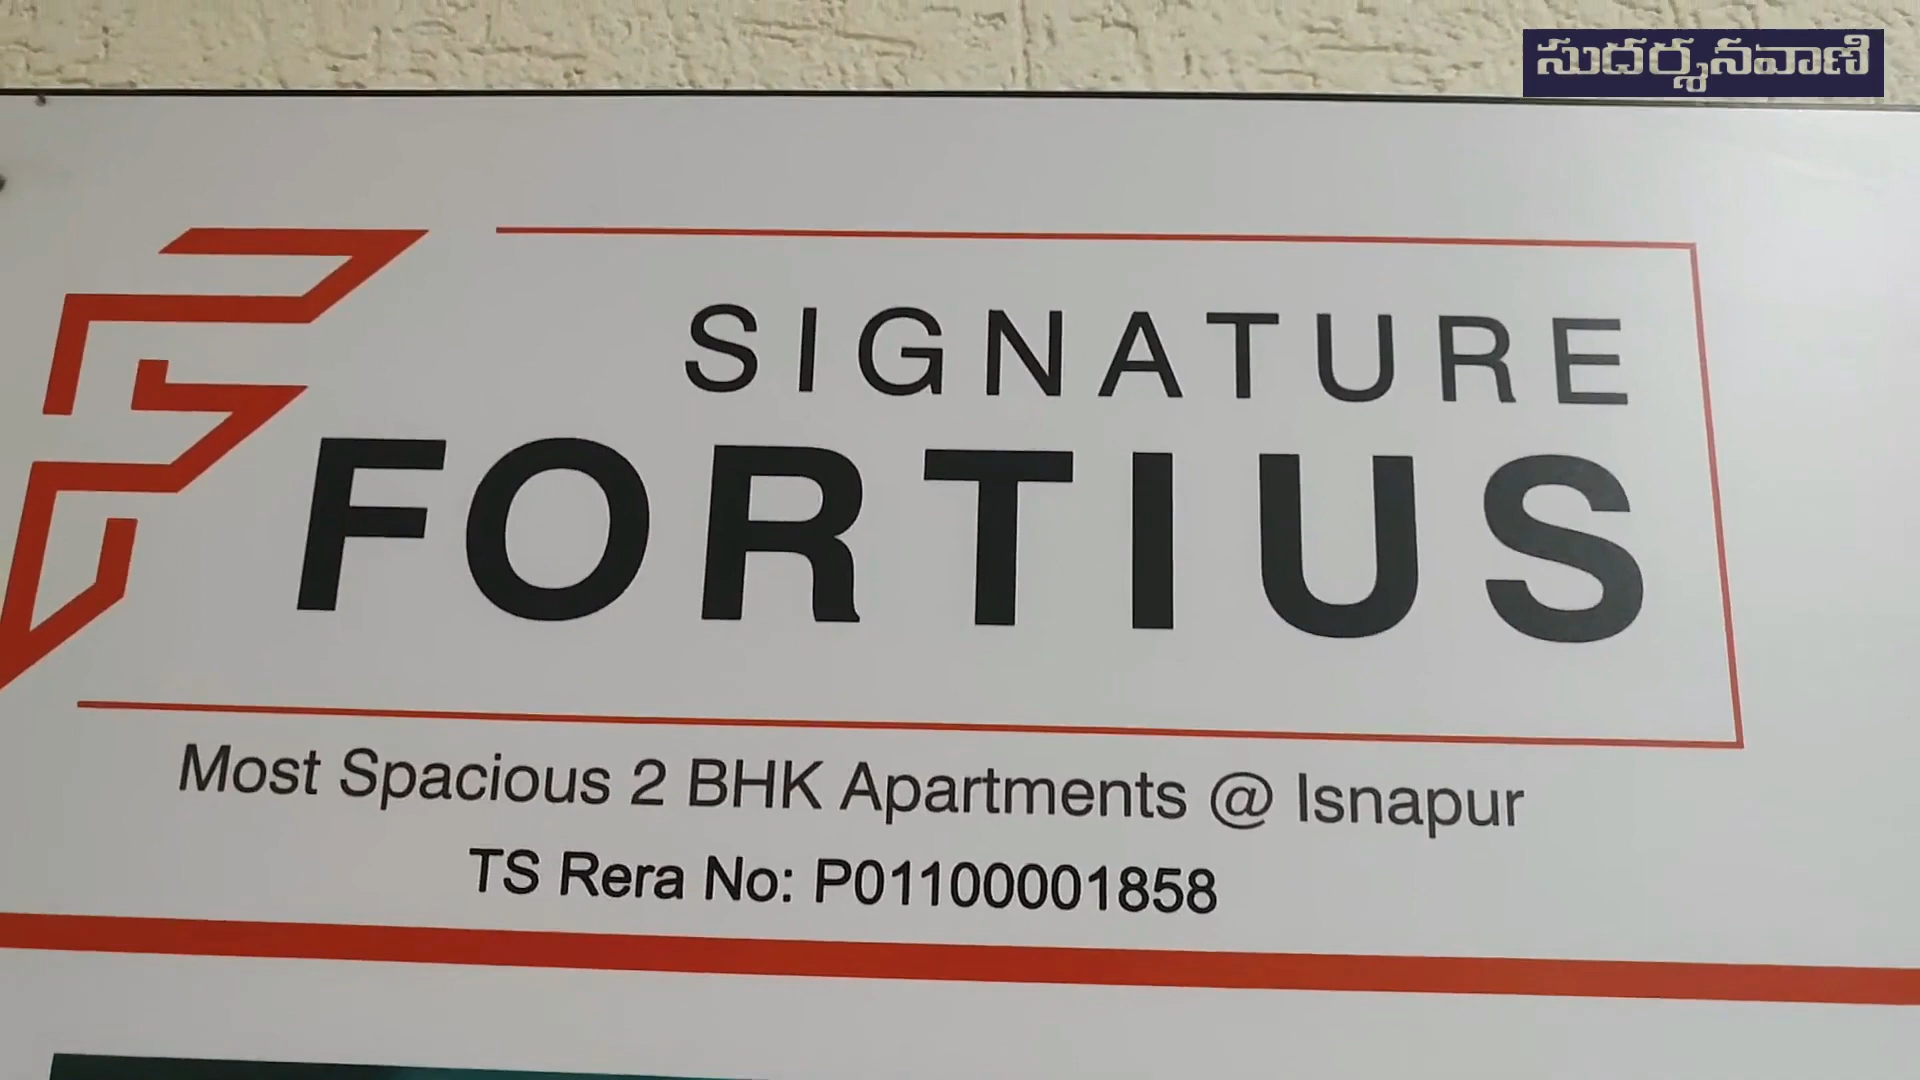 సుదర్శనవాణి
SIGNATURE
FORTIUS
Most Spacious 2 BHK Apartments @ Isnapur
TS Rera No: P01100001858